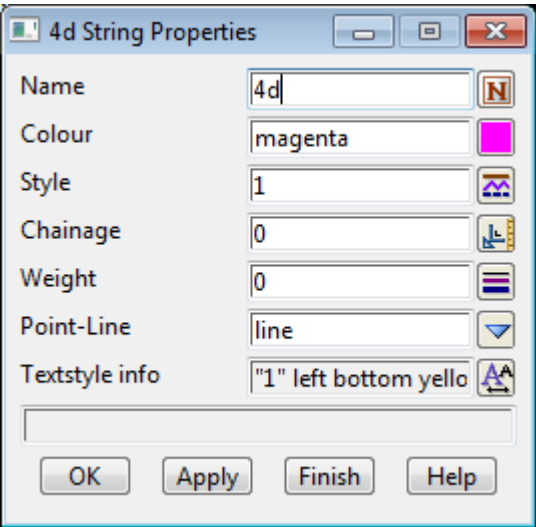 4d String Properties
Name 4d N
Colour magenta
Style 1
Chainage 0
Weight 0
Point-Line line
Textstyle info "1" left bottom yello
OK Apply Finish Help